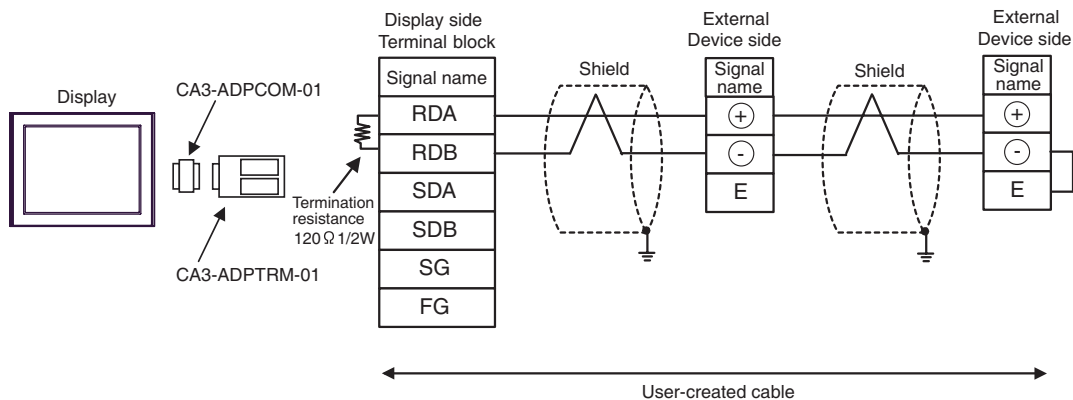 Display
CA3-ADPCOM-01
CA3-ADPTRM-01
Termination
resistance
120Ω 1/2W
Display side
Terminal block
Signal name
RDA
RDB
SDA
SDB
SG
FG
Shield
External
Device side
Signal
name
+
-
E
Shield
External
Device side
Signal
name
+
-
E
User-created cable